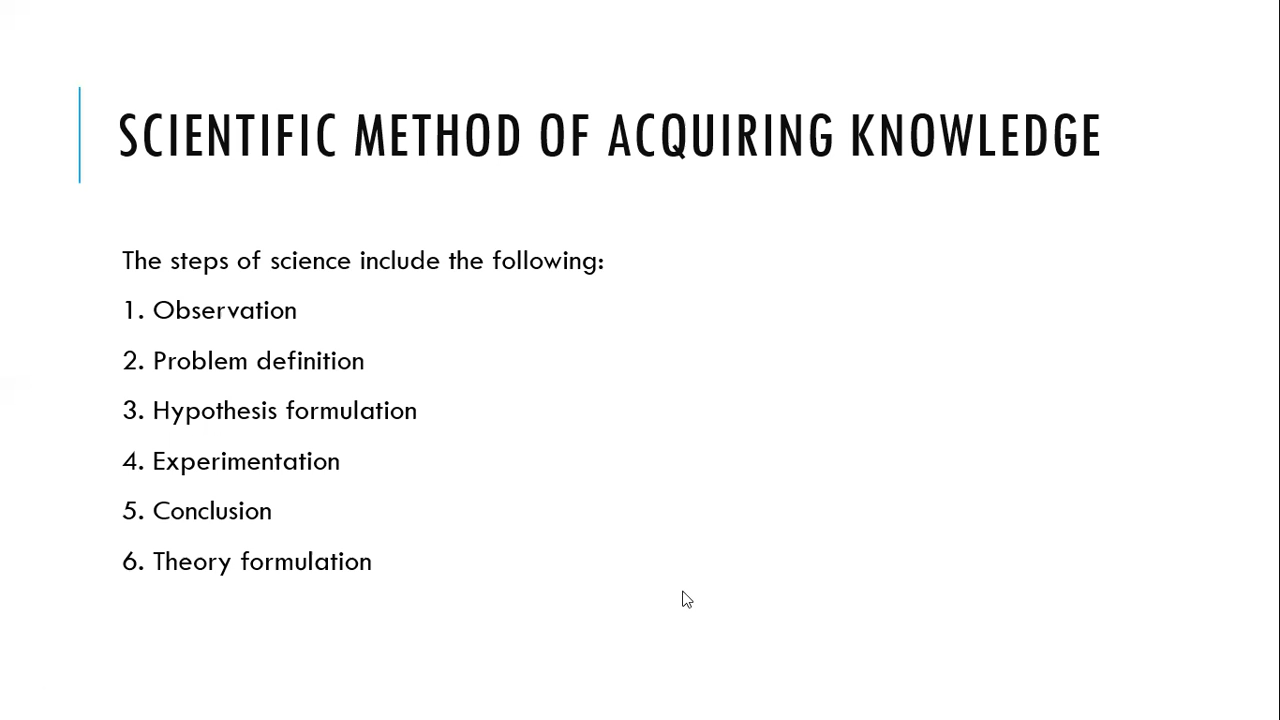 SCIENTIFIC METHOD OF ACQUIRING KNOWLEDGE
The steps of science include the following:
1. Observation
2. Problem definition
3. Hypothesis formulation
4. Experimentation
5. Conclusion
6. Theory formulation